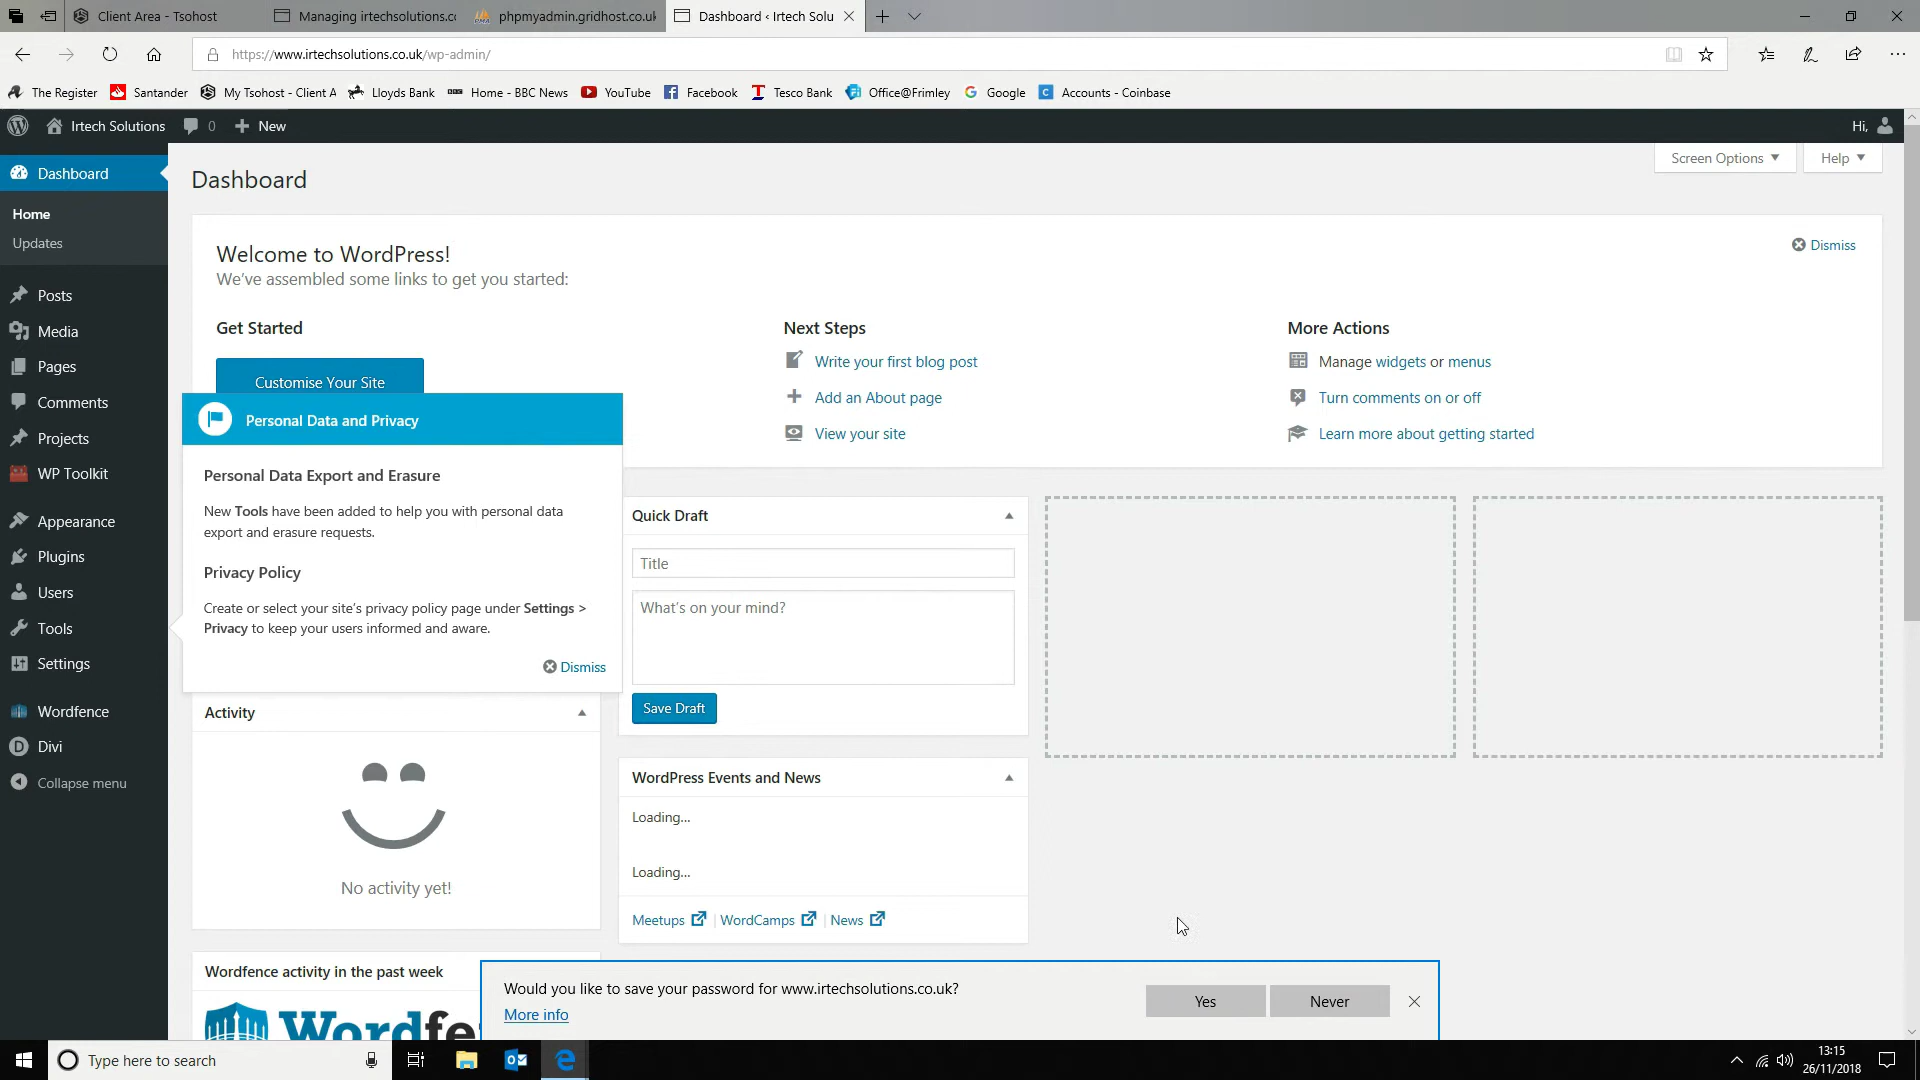 Client Area - Tsohost
Managing irtechsolutions.co
phpmyadmin.gridhost.co.uk
Dashboard ‹ Irtech Solu
https://www.irtechsolutions.co.uk/wp-admin/
The Register
Santander
My Tsohost - Client A
Lloyds Bank
Home - BBC News
YouTube
Facebook
Tesco Bank
Office@Frimley
Google
Accounts - Coinbase
Irtech Solutions
0
New
Hi,
Dashboard
Home
Updates
Posts
Media
Pages
Comments
Projects
WP Toolkit
Appearance
Plugins
Users
Tools
Settings
Wordfence
Divi
Collapse menu
Dashboard
Screen Options
Help
Welcome to WordPress!
We've assembled some links to get you started:
Dismiss
Get Started
Customise Your Site
Next Steps
Write your first blog post
Add an About page
View your site
More Actions
Manage widgets or menus
Turn comments on or off
Learn more about getting started
Personal Data and Privacy
Personal Data Export and Erasure
New Tools have been added to help you with personal data
export and erasure requests.
Privacy Policy
Create or select your site's privacy policy page under Settings >
Privacy to keep your users informed and aware.
Dismiss
Quick Draft
Title
What's on your mind?
Save Draft
Activity
No activity yet!
WordPress Events and News
Loading...
Loading...
Meetups | WordCamps | News
Wordfence activity in the past week
Wordfe
Would you like to save your password for www.irtechsolutions.co.uk?
More info
Yes
Never
Type here to search
13:15
26/11/2018